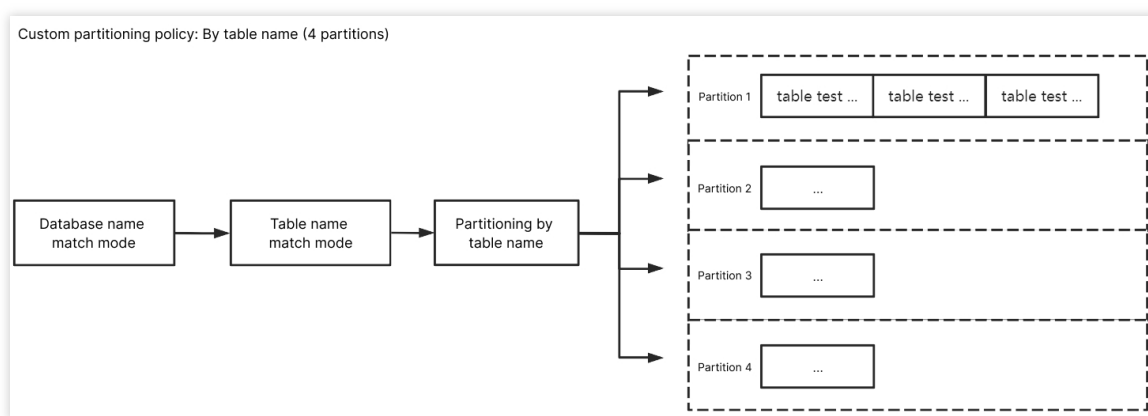 Custom partitioning policy: By table name (4 partitions)
Database name
match mode
Table name
match mode
Partitioning by
table name
Partition 1
table test ...
table test ...
table test ...
Partition 2
...
Partition 3
...
Partition 4
...